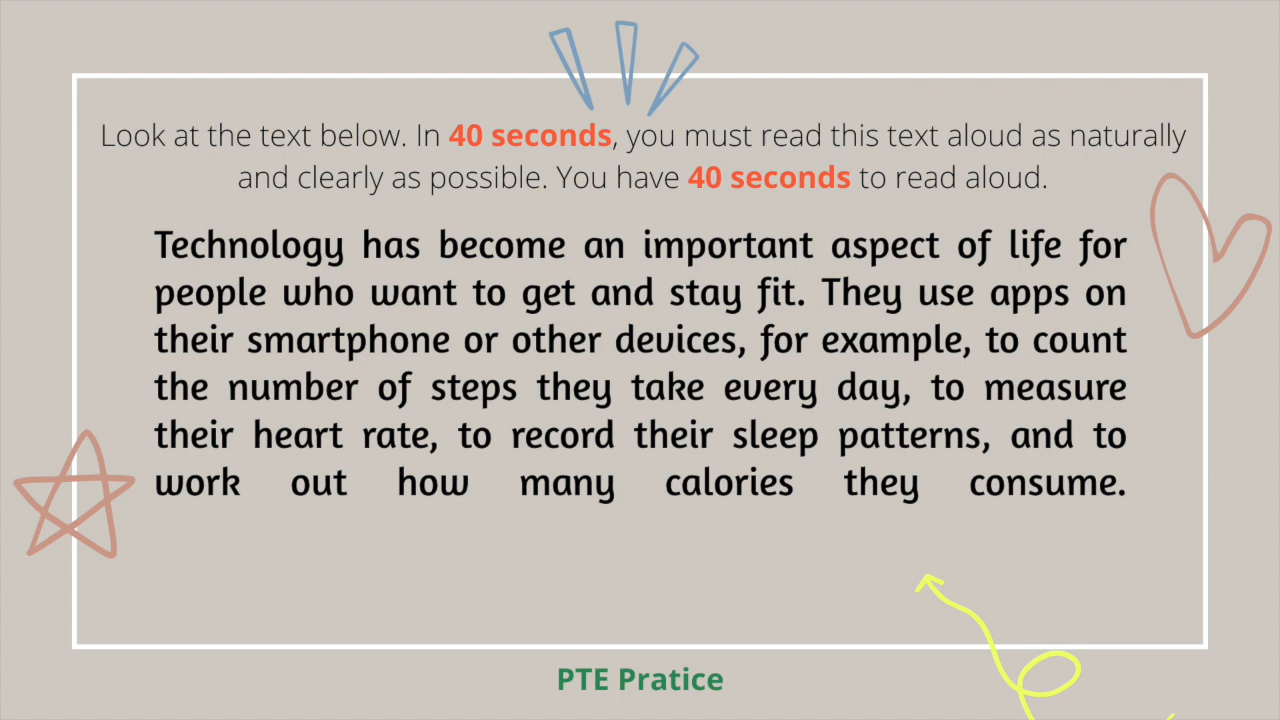 Look at the text below. In 40 seconds, you must read this text aloud as naturally
and clearly as possible. You have 40 seconds to read aloud.
Technology has become an important aspect of life for
people who want to get and stay fit. They use apps on
their smartphone or other devices, for example, to count
the number of steps they take every day, to measure
their heart rate, to record their sleep patterns, and to
work out how many calories they consume.
PTE Pratice